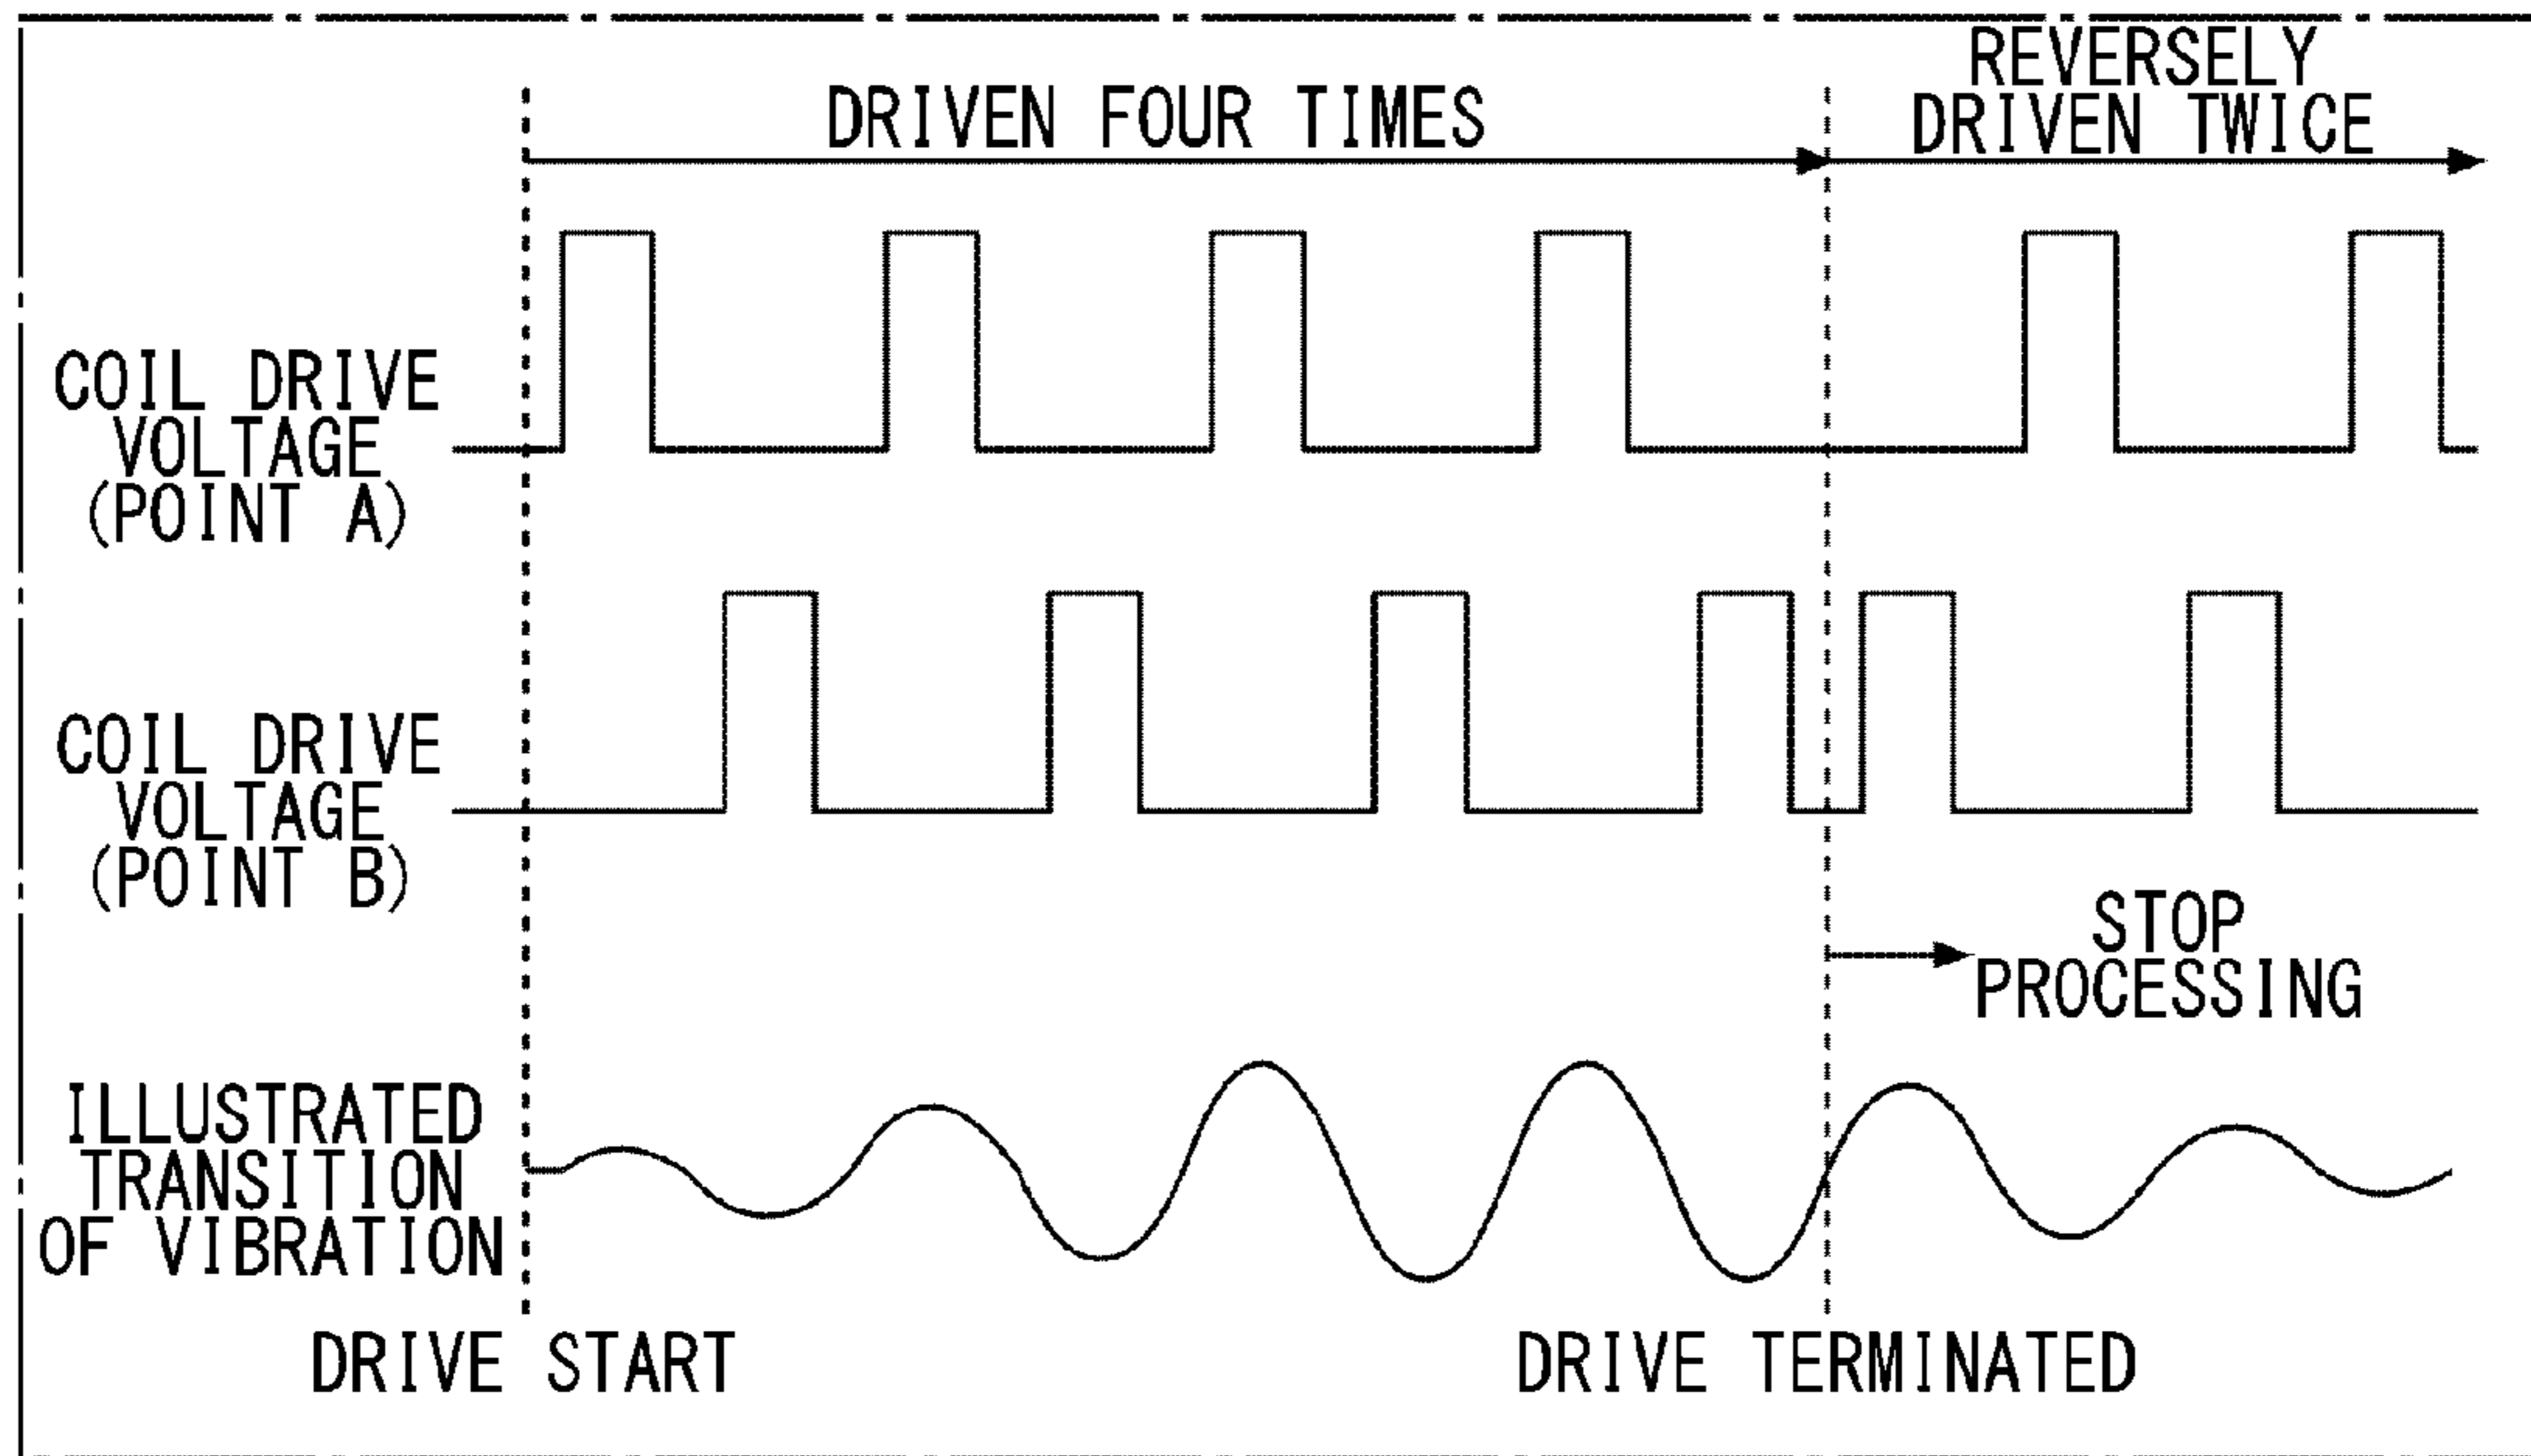 REVERSELY
DRIVEN TWICE
DRIVEN FOUR TIMES
COIL DRIVE
VOLTAGE
(POINT A)
COIL DRIVE
VOLTAGE
(POINT B)
STOP
PROCESSING
ILLUSTRATED
TRANSITION
OF VIBRATION
DRIVE START
DRIVE TERMINATED